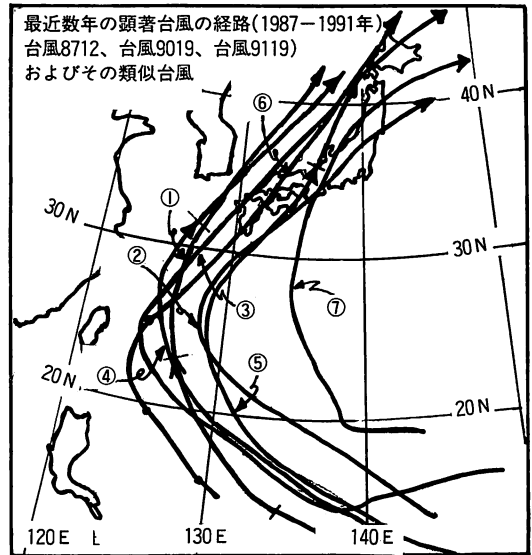 最近数年の顕著台風の経路(1987－1991年)
台風8712、台風9019、台風9119)
およびその類似台風
40N
⑥
①
30N
30N
②
③
⑦
④
⑤
20N
20N
120E
130E
140E